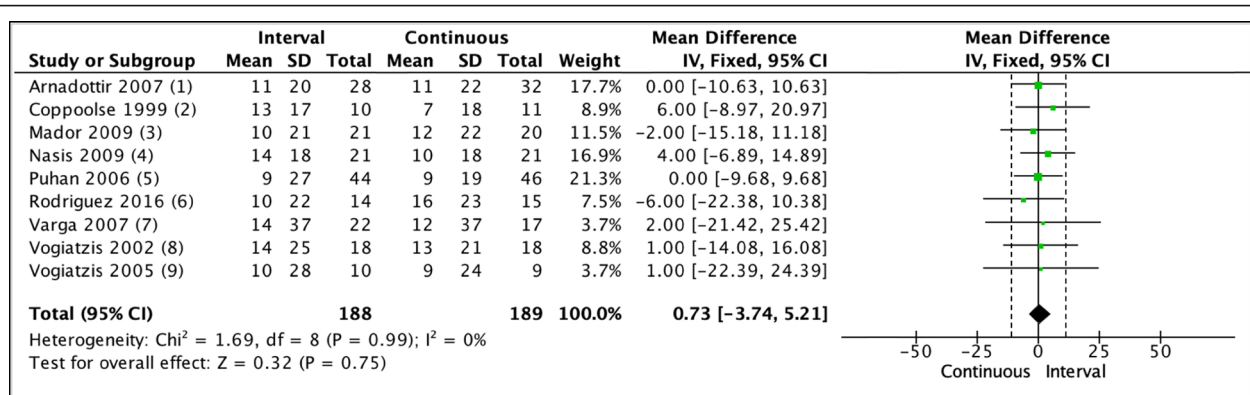 Interval Continuous Mean Difference Mean Difference
Study or Subgroup Mean SD Total Mean SD Total Weight IV, Fixed, 95% CI IV, Fixed, 95% CI
Arnadottir 2007 (1) 11 20 28 11 22 32 17.7% 0.00 [−10.63, 10.63]
Coppoolse 1999 (2) 13 17 10 7 18 11 8.9% 6.00 [−8.97, 20.97]
Mador 2009 (3) 10 21 21 12 22 20 11.5% −2.00 [−15.18, 11.18]
Nasis 2009 (4) 14 18 21 10 18 21 16.9% 4.00 [−6.89, 14.89]
Puhan 2006 (5) 9 27 44 9 19 46 21.3% 0.00 [−9.68, 9.68]
Rodriguez 2016 (6) 10 22 14 16 23 15 7.5% −6.00 [−22.38, 10.38]
Varga 2007 (7) 14 37 22 12 37 17 3.7% 2.00 [−21.42, 25.42]
Vogiatzis 2002 (8) 14 25 18 13 21 18 8.8% 1.00 [−14.08, 16.08]
Vogiatzis 2005 (9) 10 28 10 9 24 9 3.7% 1.00 [−22.39, 24.39]
Total (95% CI) 188 189 100.0% 0.73 [−3.74, 5.21]
Heterogeneity: Chi² = 1.69, df = 8 (P = 0.99); I² = 0%
Test for overall effect: Z = 0.32 (P = 0.75)
−50 −25 0 25 50
Continuous Interval